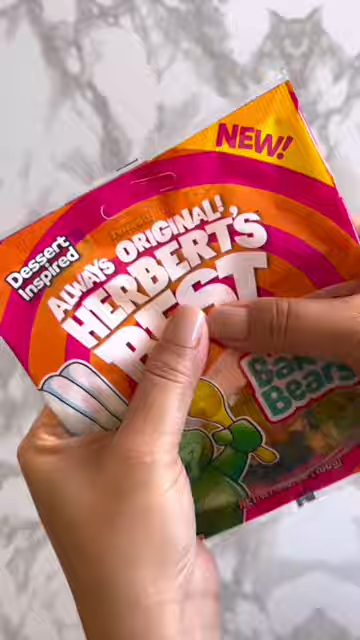 NEW!
Dessert
Inspired
ALWAYS ORIGINAL!
HERBERT'S
BEST
Bears